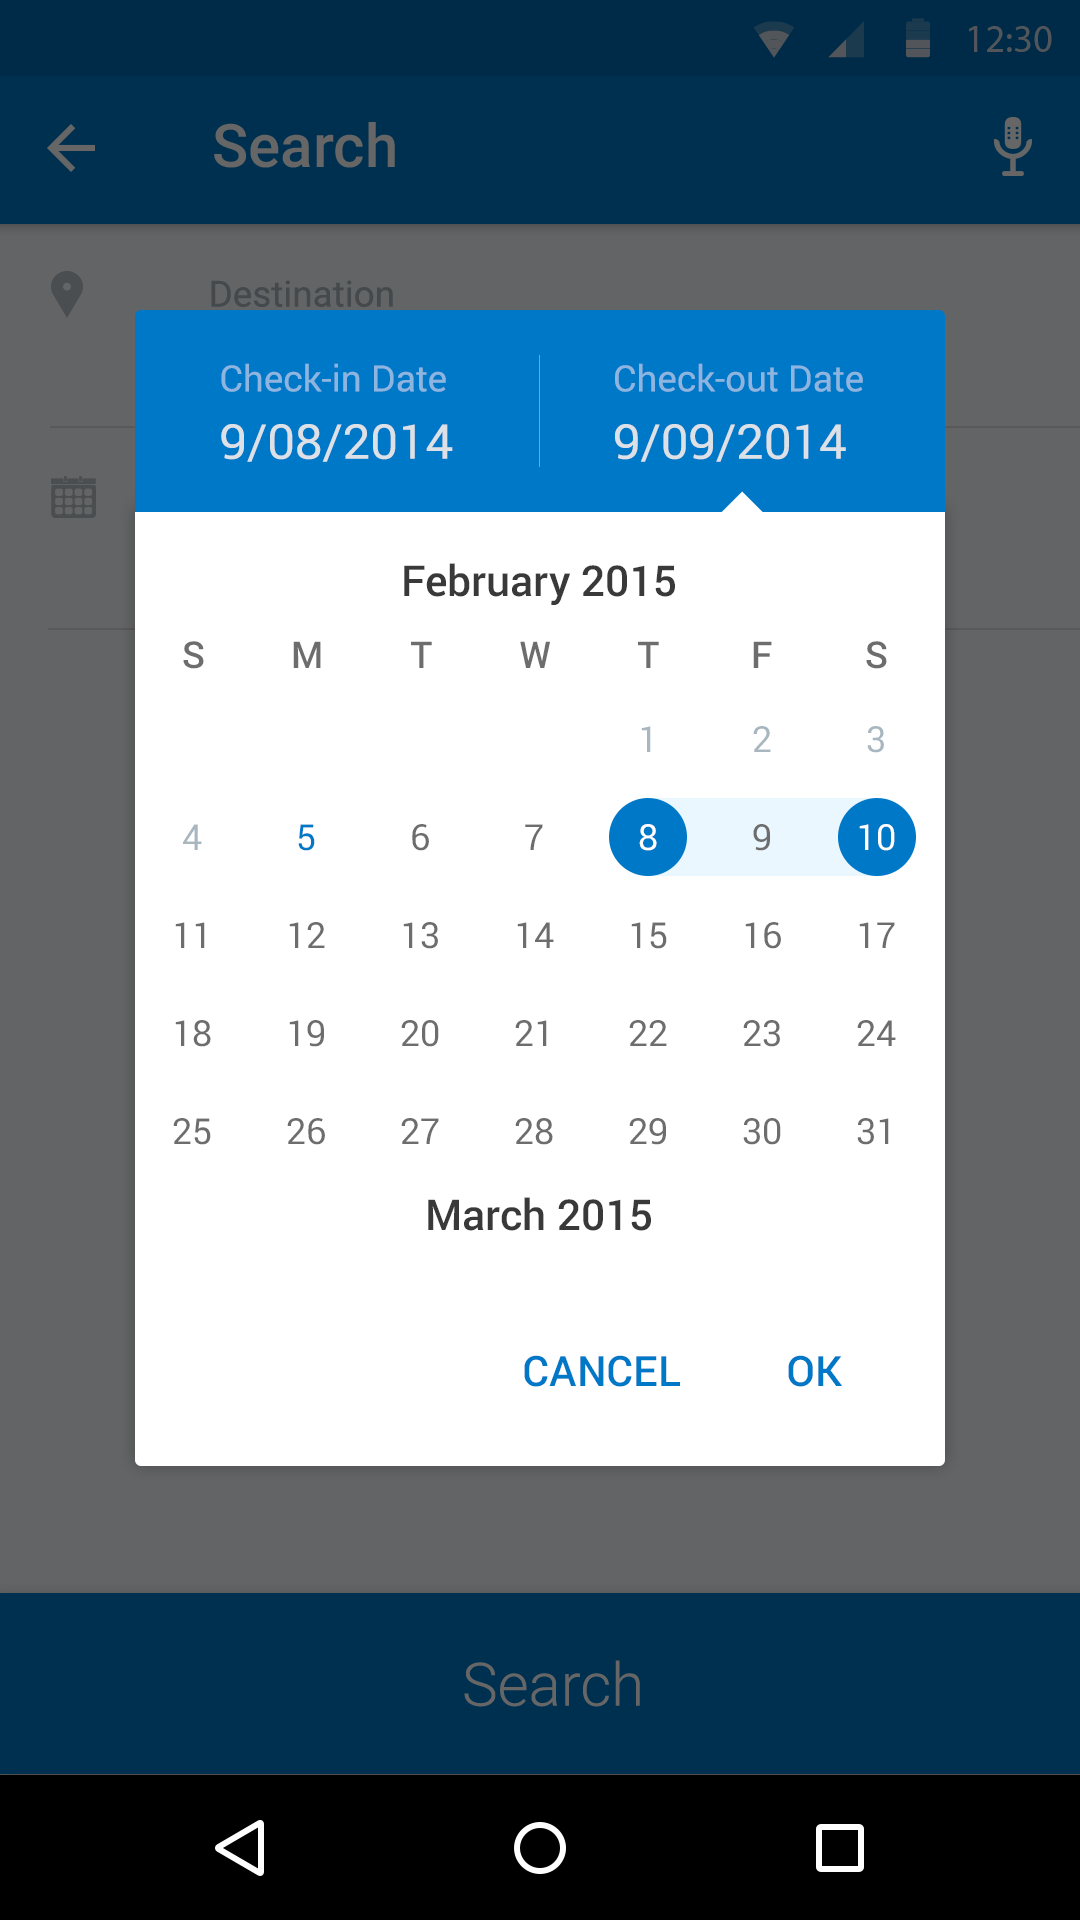 12:30
Search
Destination
Check-in Date Check-out Date
9/08/2014 9/09/2014
February 2015
S M T W T F S
1 2 3
4 5 6 7 8 9 10
11 12 13 14 15 16 17
18 19 20 21 22 23 24
25 26 27 28 29 30 31
March 2015
CANCEL OK
Search